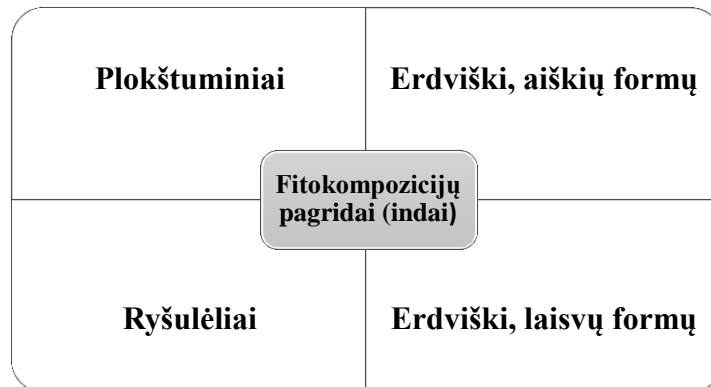 Plokštuminiai
Erdviški, aiškių formų
Fitokompozicijų
pagridai (indai)
Ryšulėliai
Erdviški, laisvų formų